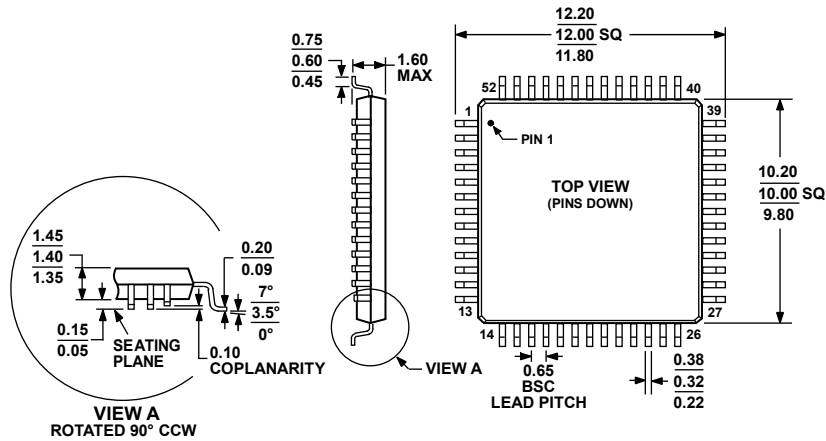 12.20
12.00 SQ
11.80
0.75
0.60
0.45
1.60
MAX
52
40
1
39
PIN 1
TOP VIEW
(PINS DOWN)
10.20
10.00 SQ
9.80
1.45
1.40
1.35
0.20
0.09
7°
3.5°
0°
0.15
0.05
SEATING
PLANE
0.10
COPLANARITY
VIEW A
13
27
14
26
0.65
BSC
LEAD PITCH
0.38
0.32
0.22
VIEW A
ROTATED 90° CCW